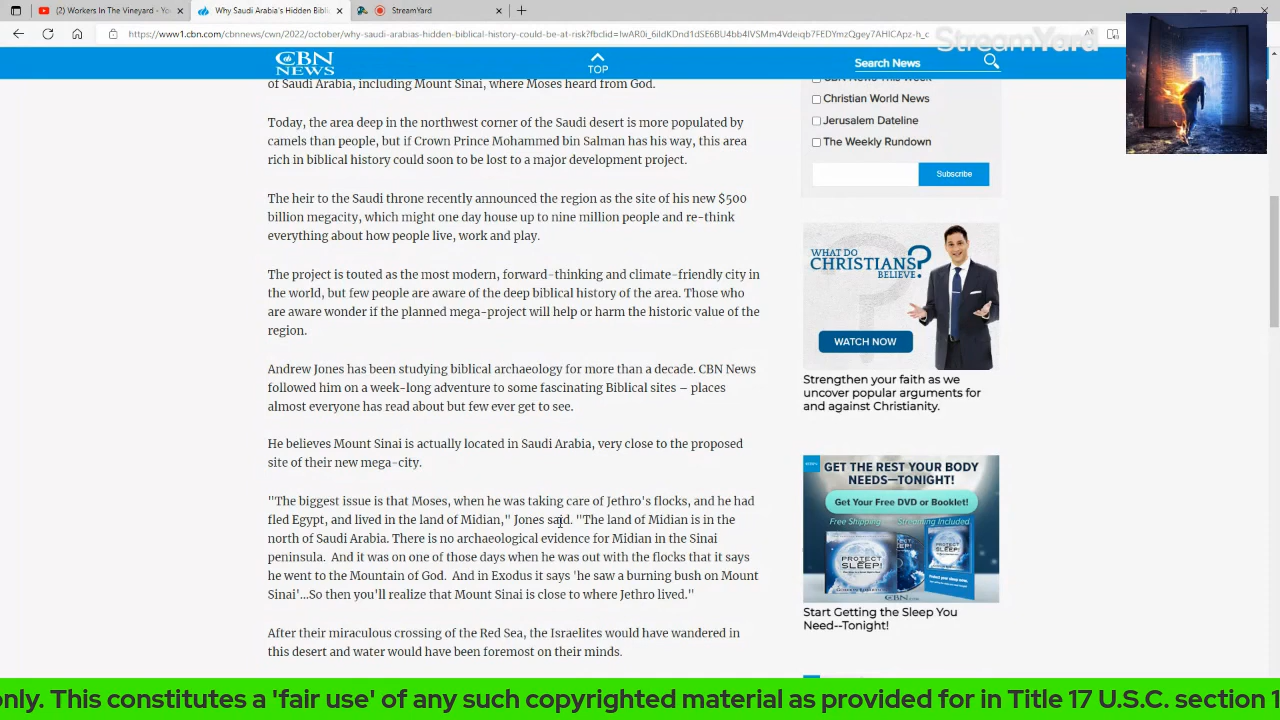 (2) Workers In The Vineyard - Yo
Why Saudi Arabia's Hidden Bibli
StreamYard
https://www1.cbn.com/cbnnews/cwn/2022/october/why-saudi-arabias-hidden-biblical-history-could-be-at-risk?fbclid=
StreamYard
CBN
NEWS
TOP
Search News
of Saudi Arabia, including Mount Sinai, where Moses heard from God.
Today, the area deep in the northwest corner of the Saudi desert is more populated by
camels than people, but if Crown Prince Mohammed bin Salman has his way, this area
rich in biblical history could soon to be lost to a major development project.
The heir to the Saudi throne recently announced the region as the site of his new $500
billion megacity, which might one day house up to nine million people and re-think
everything about how people live, work and play.
The project is touted as the most modern, forward-thinking and climate-friendly city in
the world, but few people are aware of the deep biblical history of the area. Those who
are aware wonder if the planned mega-project will help or harm the historic value of the
region.
Andrew Jones has been studying biblical archaeology for more than a decade. CBN News
followed him on a week-long adventure to some fascinating Biblical sites – places
almost everyone has read about but few ever get to see.
He believes Mount Sinai is actually located in Saudi Arabia, very close to the proposed
site of their new mega-city.
"The biggest issue is that Moses, when he was taking care of Jethro's flocks, and he had
fled Egypt, and lived in the land of Midian," Jones said. "The land of Midian is in the
north of Saudi Arabia. There is no archaeological evidence for Midian in the Sinai
peninsula. And it was on one of those days when he was out with the flocks that it says
he went to the Mountain of God. And in Exodus it says 'he saw a burning bush on Mount
Sinai'...So then you'll realize that Mount Sinai is close to where Jethro lived."
After their miraculous crossing of the Red Sea, the Israelites would have wandered in
this desert and water would have been foremost on their minds.
CBN News This Week
Christian World News
Jerusalem Dateline
The Weekly Rundown
Subscribe
WHAT DO
CHRISTIANS
BELIEVE ?
WATCH NOW
Strengthen your faith as we
uncover popular arguments for
and against Christianity.
GET THE REST YOUR BODY
NEEDS—TONIGHT!
Get Your Free DVD or Booklet!
Free Shipping Streaming Included
PROTECT
SLEEP!
PROTECT
SLEEP!
CBN
Start Getting the Sleep You
Need--Tonight!
only. This constitutes a 'fair use' of any such copyrighted material as provided for in Title 17 U.S.C. section 1